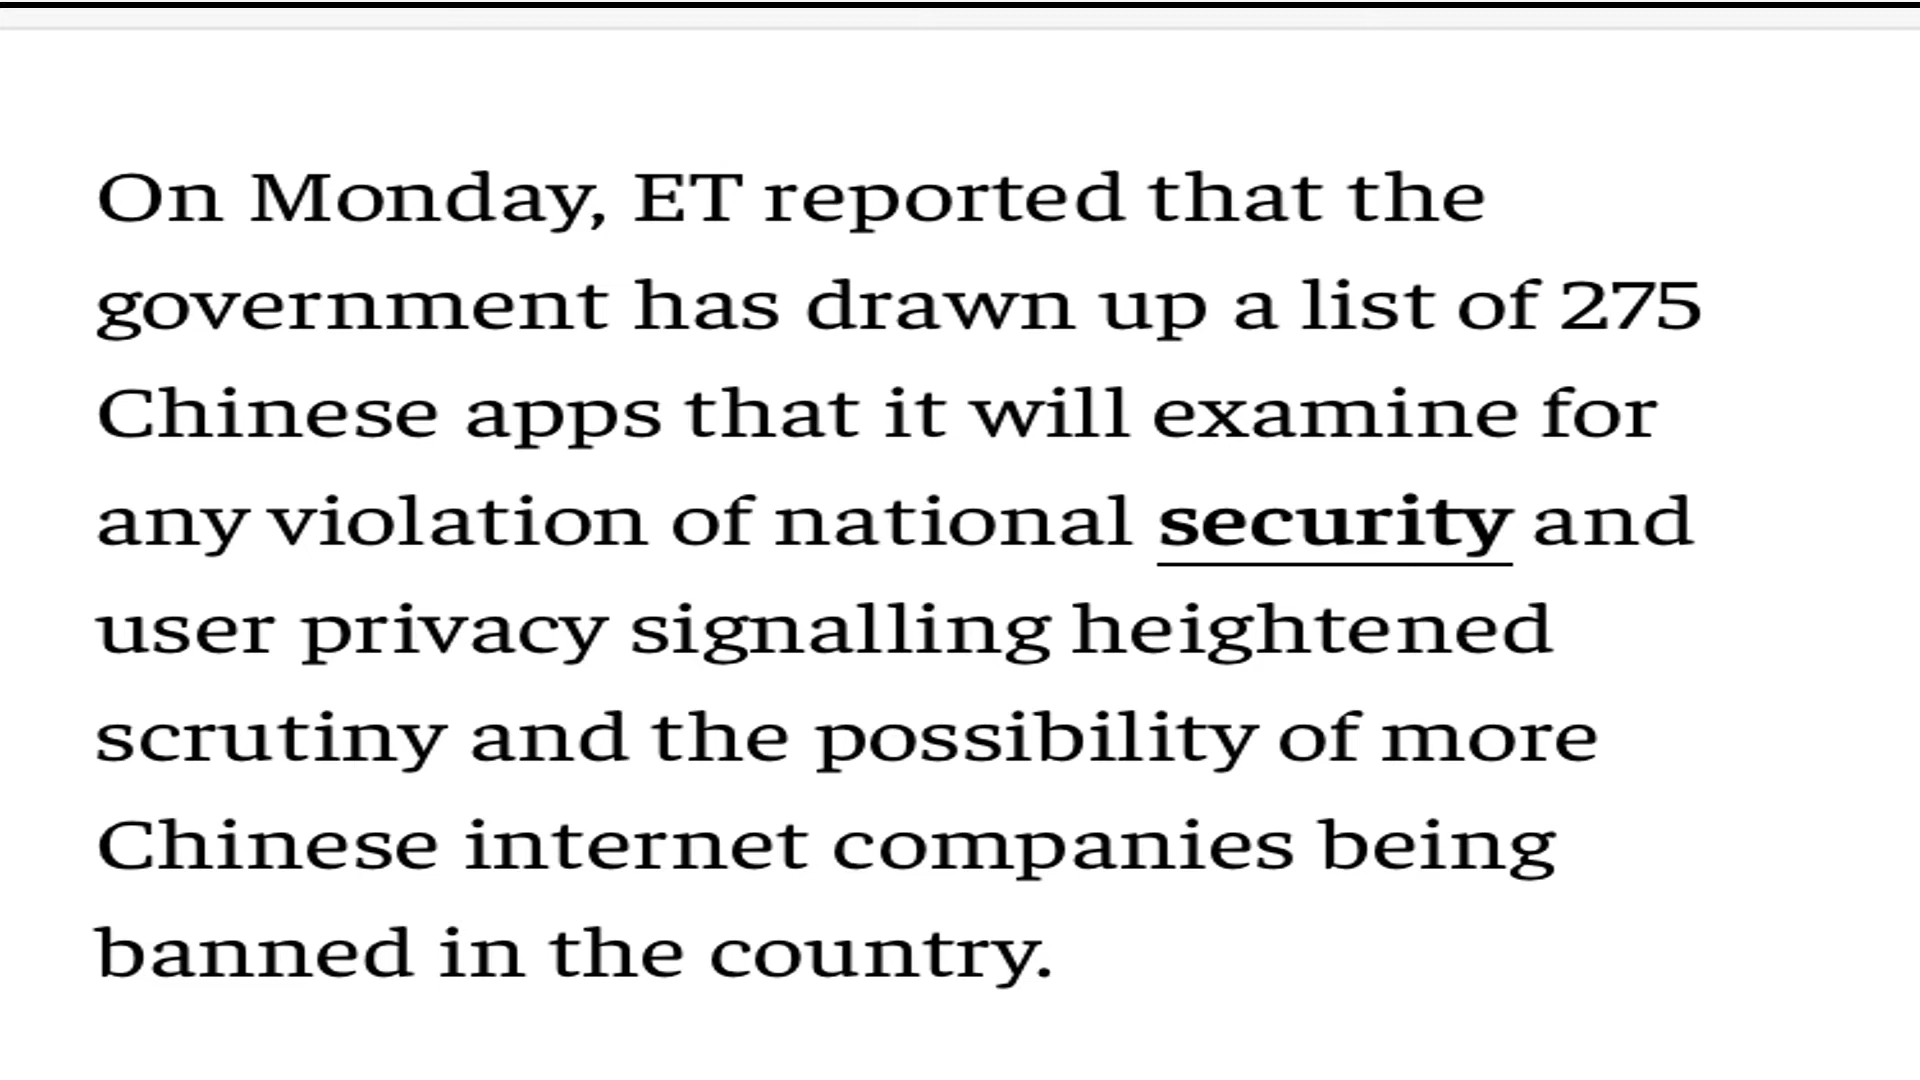 On Monday, ET reported that the
government has drawn up a list of 275
Chinese apps that it will examine for
any violation of national security and
user privacy signalling heightened
scrutiny and the possibility of more
Chinese internet companies being
banned in the country.